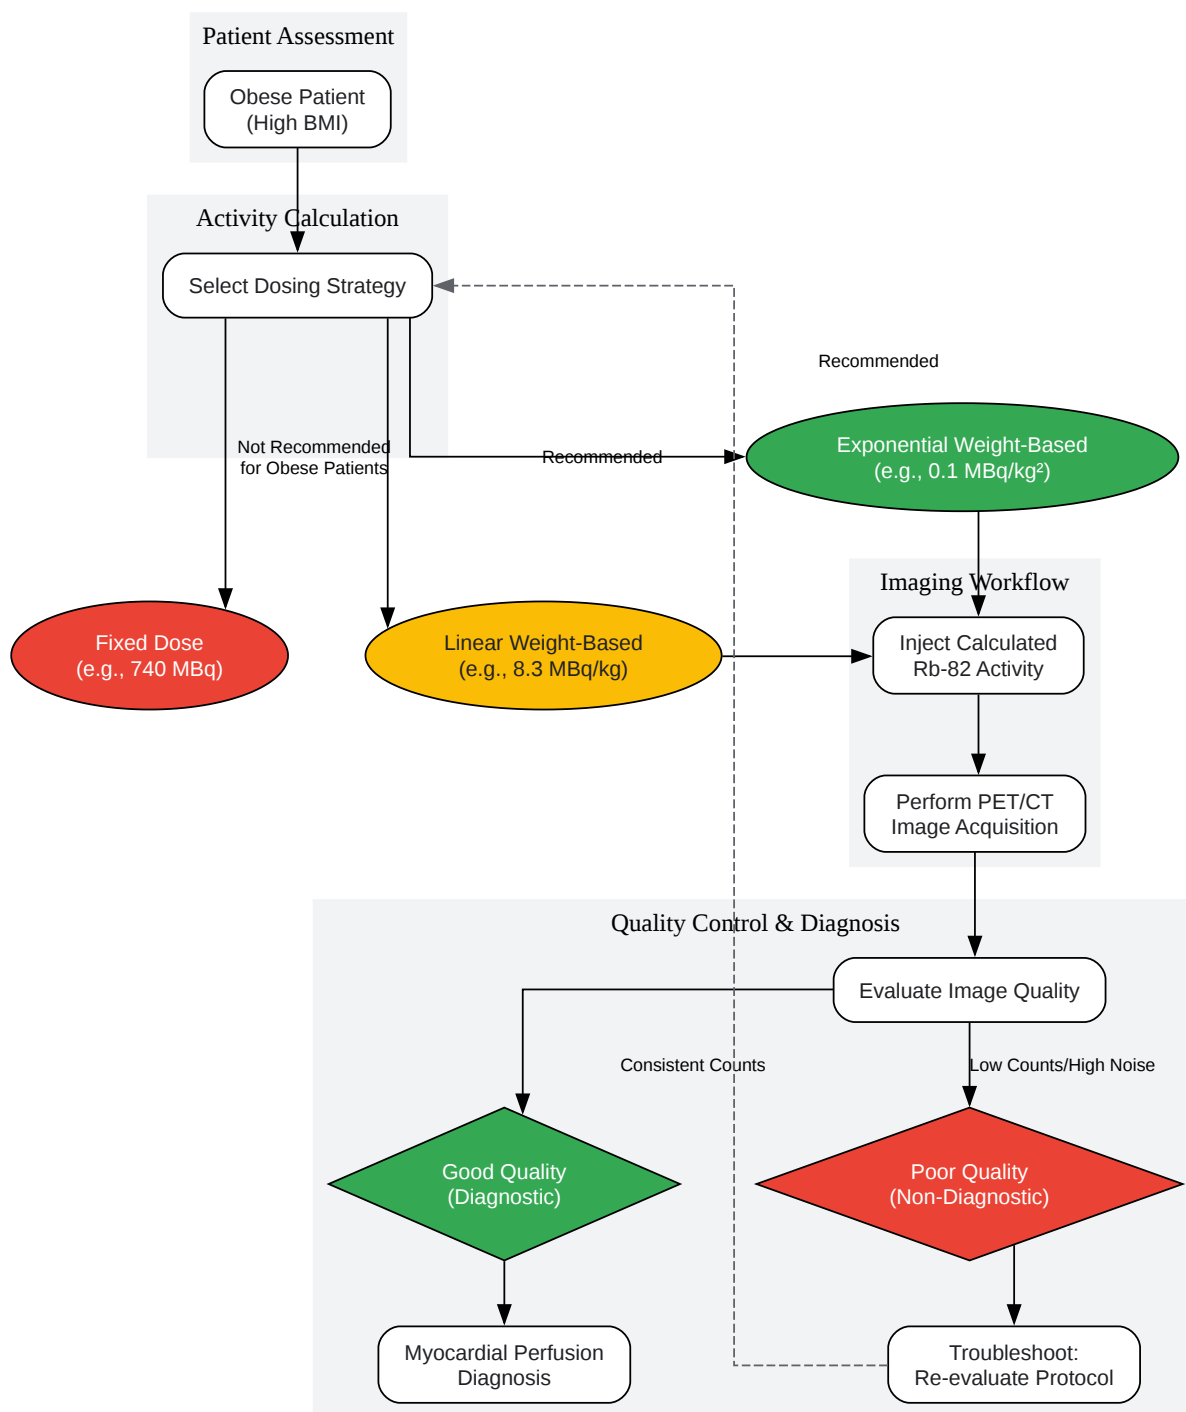 Patient Assessment
Obese Patient
(High BMI)
Activity Calculation
Select Dosing Strategy
Recommended
Not Recommended
for Obese Patients
Recommended
Exponential Weight-Based
(e.g., 0.1 MBq/kg²)
Fixed Dose
(e.g., 740 MBq)
Linear Weight-Based
(e.g., 8.3 MBq/kg)
Imaging Workflow
Inject Calculated
Rb-82 Activity
Perform PET/CT
Image Acquisition
Quality Control & Diagnosis
Evaluate Image Quality
Consistent Counts
Low Counts/High Noise
Good Quality
(Diagnostic)
Poor Quality
(Non-Diagnostic)
Myocardial Perfusion
Diagnosis
Troubleshoot:
Re-evaluate Protocol